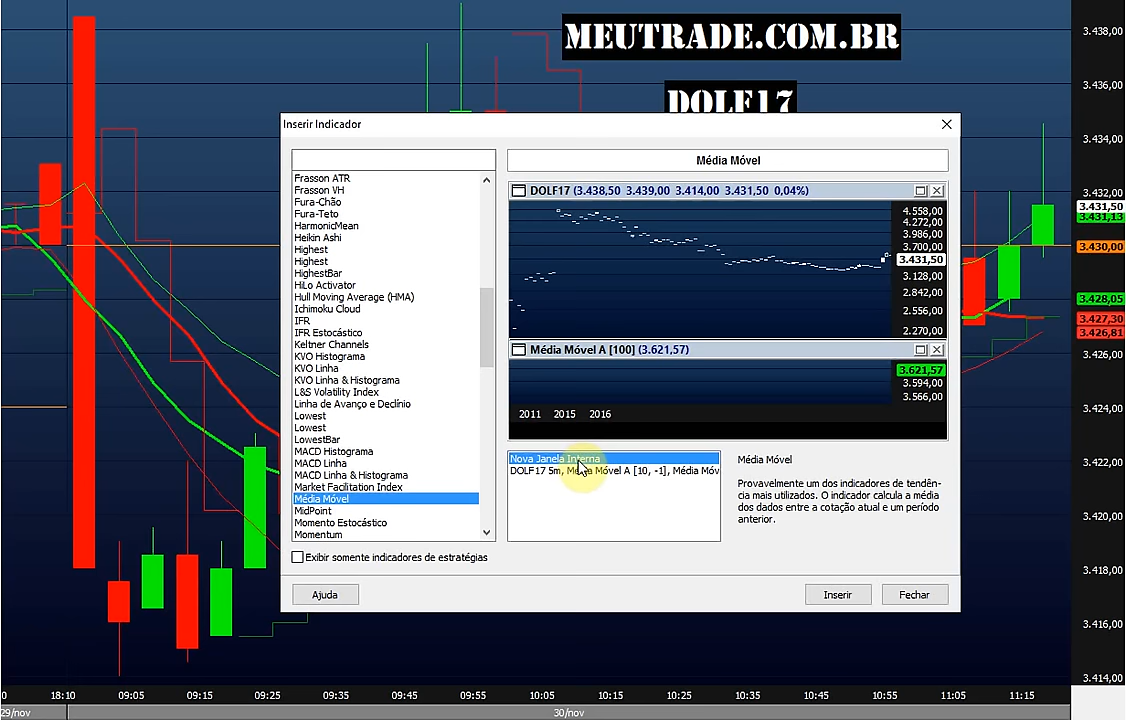 MEUTRADE.COM.BR
DOLF17
Inserir Indicador
Frasson ATR
Frasson VH
Fura-Chão
Fura-Teto
HarmonicMean
Heikin Ashi
Highest
Highest
HighestBar
HiLo Activator
Hull Moving Average (HMA)
Ichimoku Cloud
IFR
IFR Estocástico
Keltner Channels
KVO Histograma
KVO Linha
KVO Linha & Histograma
L&S Volatility Index
Linha de Avanço e Declínio
Lowest
Lowest
LowestBar
MACD Histograma
MACD Linha
MACD Linha & Histograma
Market Facilitation Index
Média Móvel
MidPoint
Momento Estocástico
Momentum
Exibir somente indicadores de estratégias
Média Móvel
DOLF17 (3.438,50 3.439,00 3.414,00 3.431,50 0,04%)
4.558,00
4.272,00
3.986,00
3.700,00
3.431,50
3.128,00
2.842,00
2.556,00
2.270,00
Média Móvel A [100] (3.621,57)
3.621,57
3.594,00
3.566,00
2011 2015 2016
Nova Janela Interna
DOLF17 5m, Média Móvel A [10, -1], Média Móv
Média Móvel
Provavelmente um dos indicadores de tendên-
cia mais utilizados. O indicador calcula a média
dos dados entre a cotação atual e um período
anterior.
Ajuda
Inserir
Fechar
3.438,00
3.436,00
3.434,00
3.432,00
3.431,50
3.431,13
3.430,00
3.428,05
3.427,30
3.426,81
3.426,00
3.424,00
3.422,00
3.420,00
3.418,00
3.416,00
3.414,00
0 18:10 09:05 09:15 09:25 09:35 09:45 09:55 10:05 10:15 10:25 10:35 10:45 10:55 11:05 11:15
29/nov 30/nov